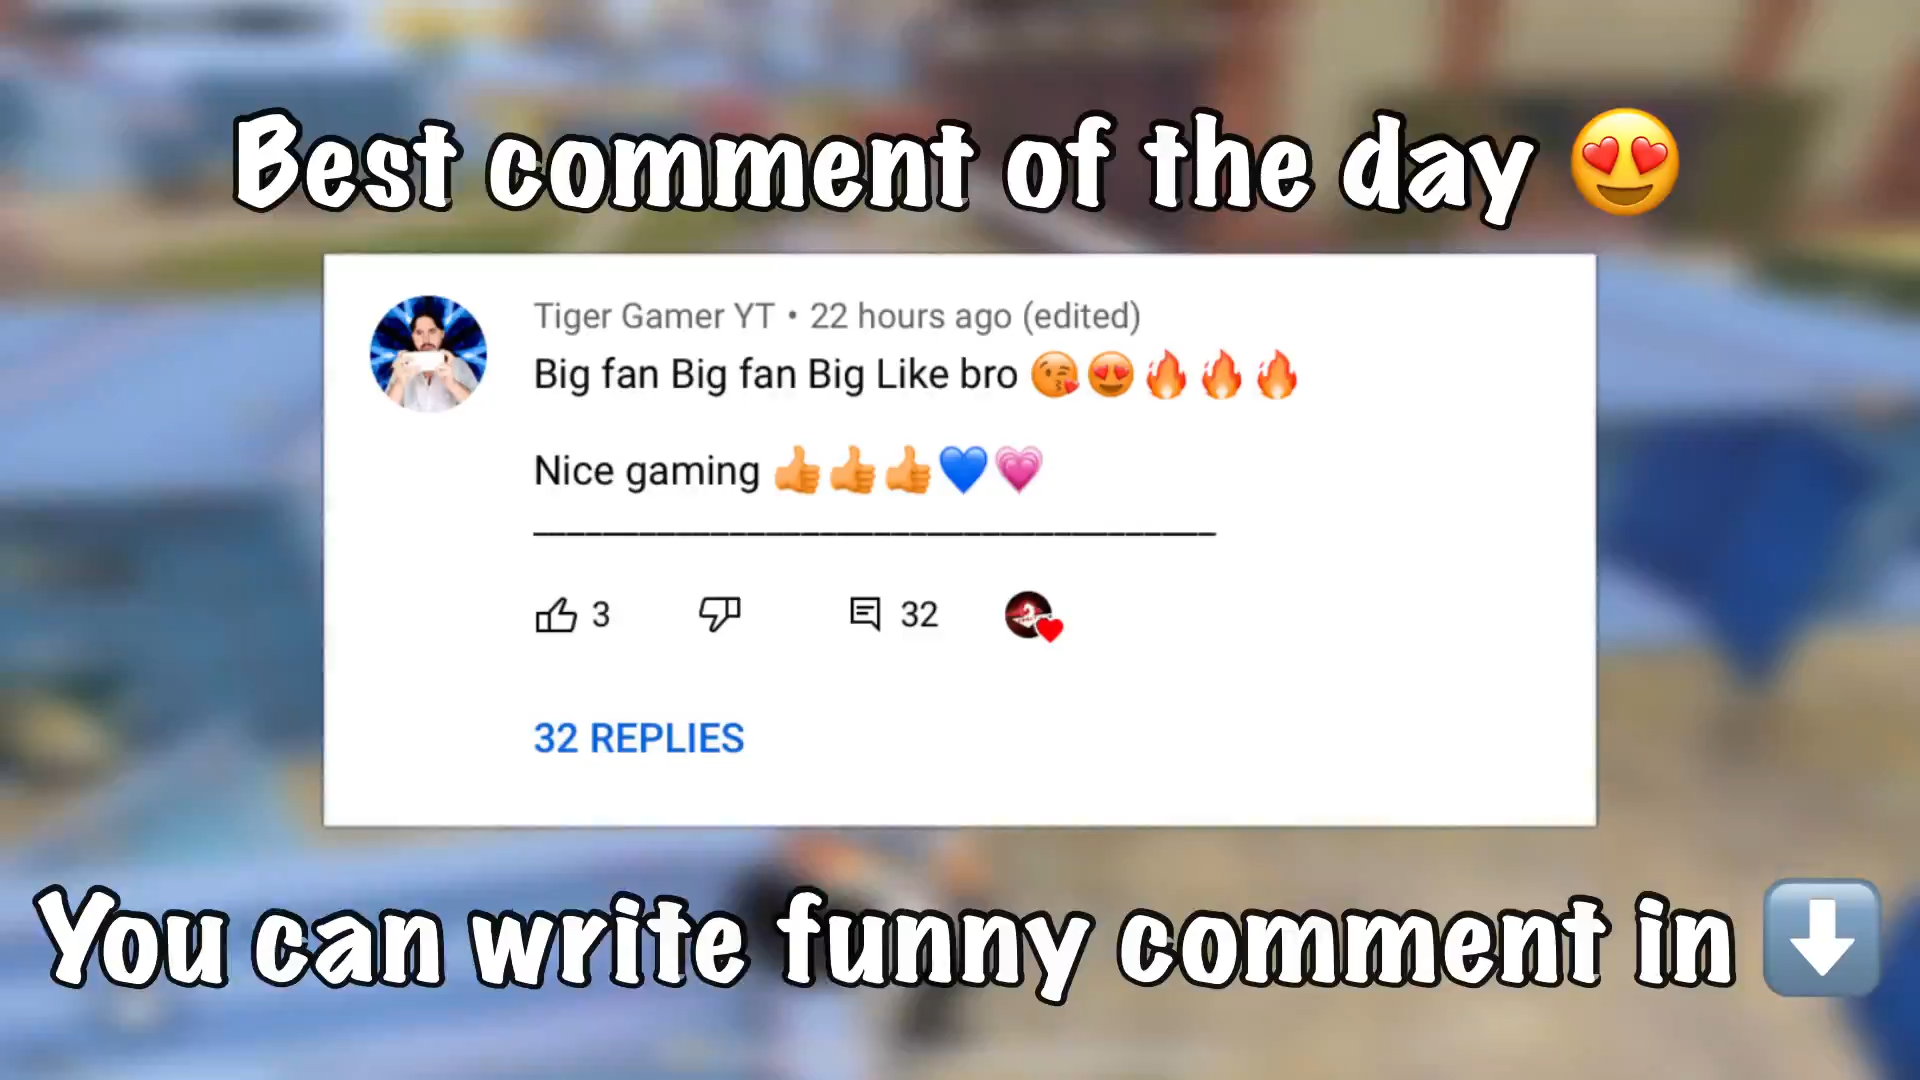 Best comment of the day 😍
Tiger Gamer YT • 22 hours ago (edited)
Big fan Big fan Big Like bro 😘😍🔥🔥🔥
Nice gaming 👍👍👍💙💗
3
32
32 REPLIES
You can write funny comment in ⬇️